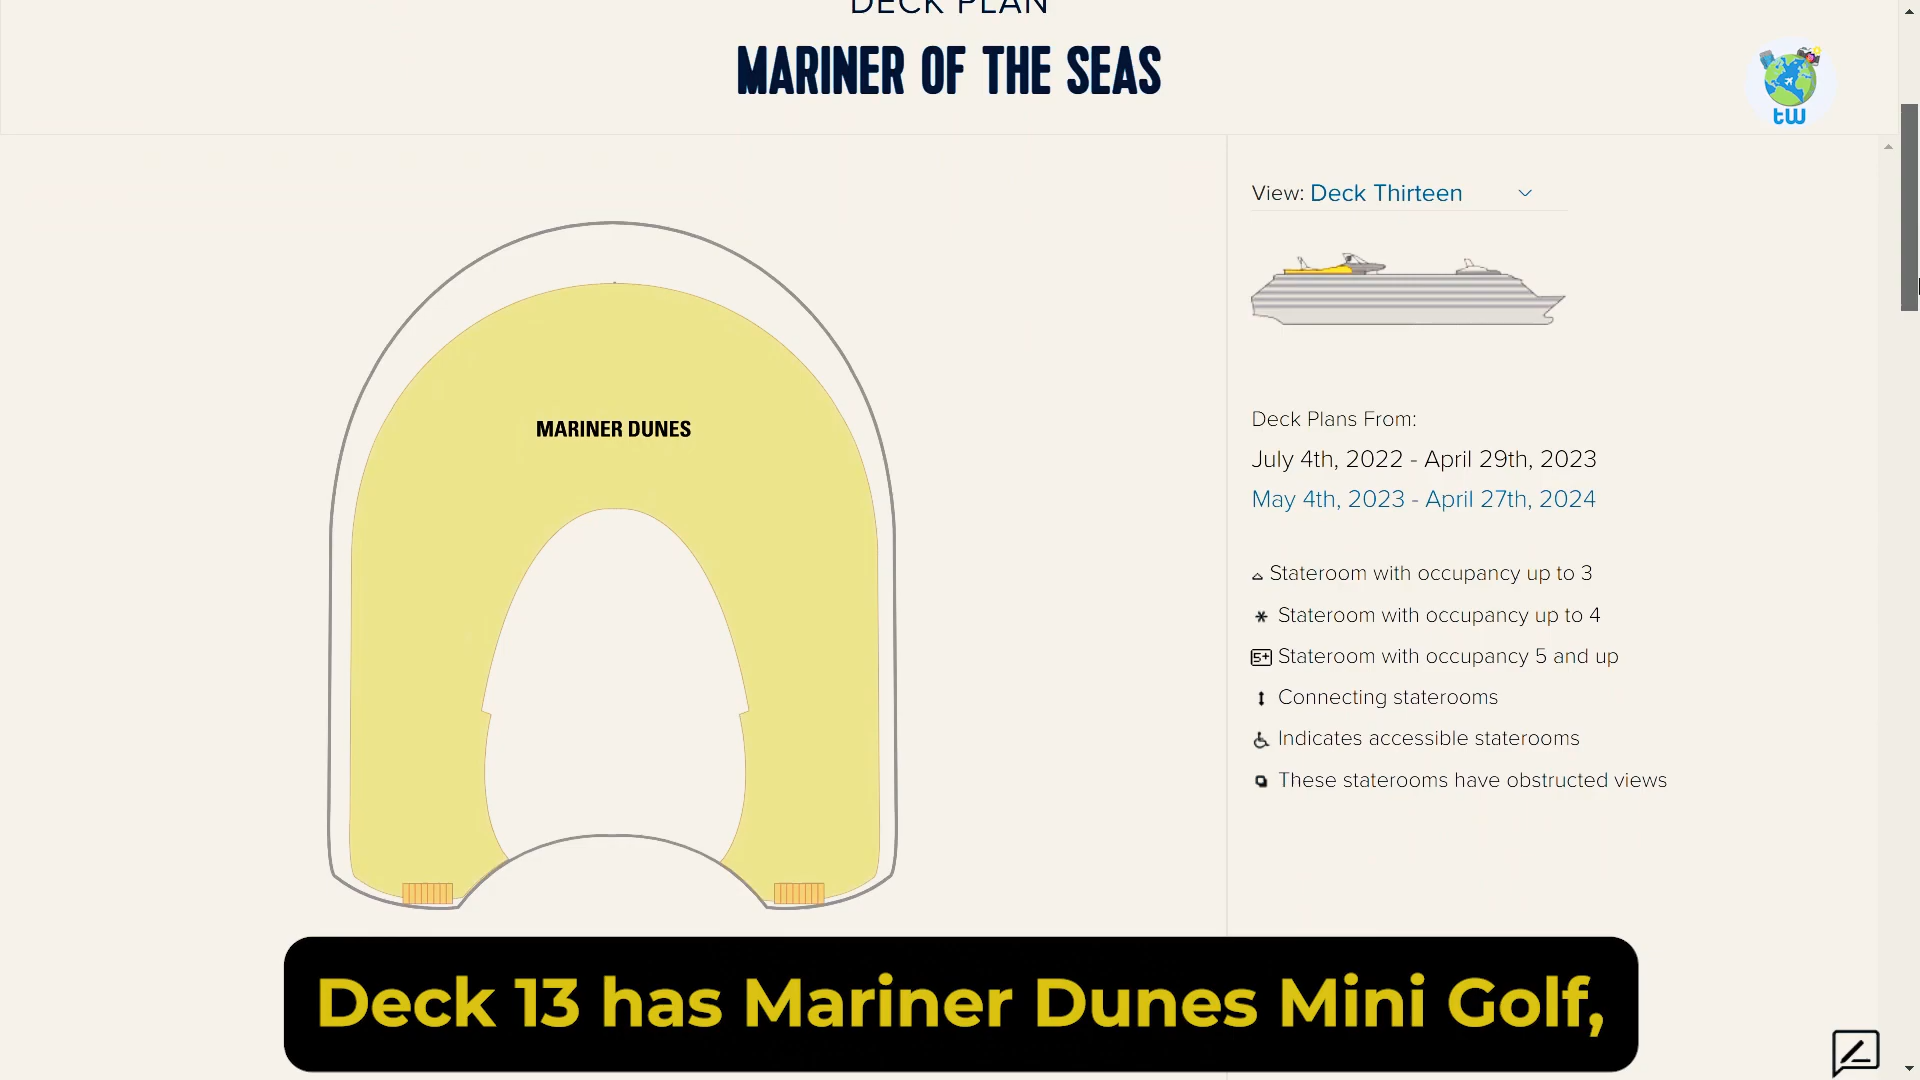 DECK PLAN
MARINER OF THE SEAS
tw
View: Deck Thirteen
MARINER DUNES
Deck Plans From:
July 4th, 2022 - April 29th, 2023
May 4th, 2023 - April 27th, 2024
Stateroom with occupancy up to 3
Stateroom with occupancy up to 4
5+ Stateroom with occupancy 5 and up
Connecting staterooms
Indicates accessible staterooms
These staterooms have obstructed views
Deck 13 has Mariner Dunes Mini Golf,